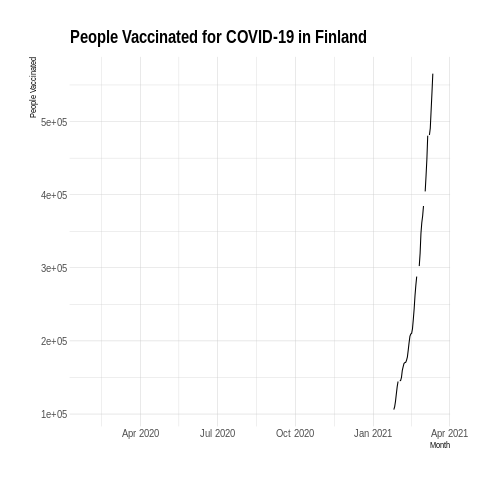 People Vaccinated for COVID-19 in Finland
People Vaccinated
5e+05
4e+05
3e+05
2e+05
1e+05
Apr 2020 Jul 2020 Oct 2020 Jan 2021 Apr 2021
Month